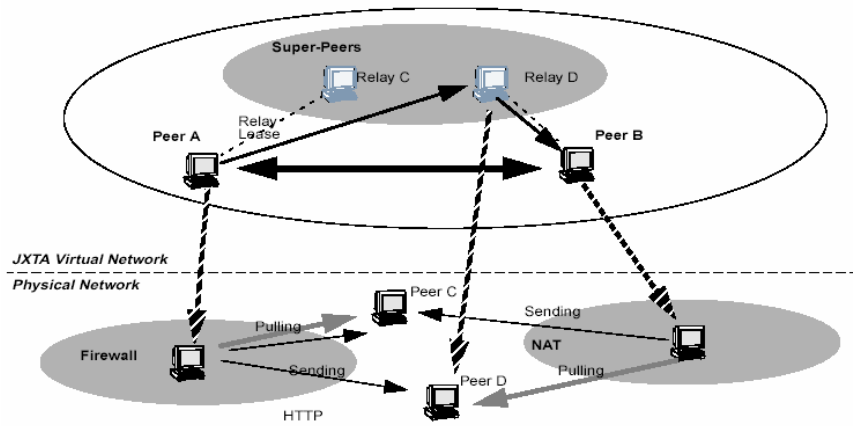 Super-Peers
Relay C
Relay D
Relay
Lease
Peer A
Peer B
JXTA Virtual Network
Physical Network
Peer C
Sending
Pulling
Firewall
NAT
Sending
Peer D
Pulling
HTTP